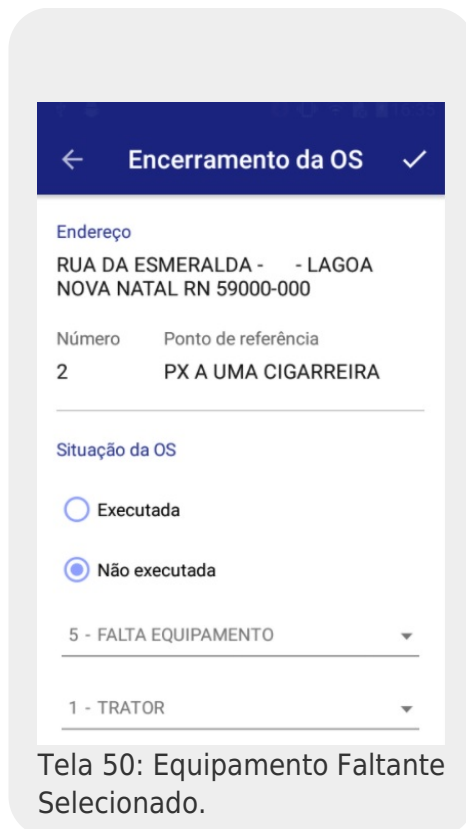 Encerramento da OS
Endereço
RUA DA ESMERALDA - - LAGOA
NOVA NATAL RN 59000-000
Número Ponto de referência
2 PX A UMA CIGARREIRA
Situação da OS
Executada
Não executada
5 - FALTA EQUIPAMENTO
1 - TRATOR
Tela 50: Equipamento Faltante
Selecionado.